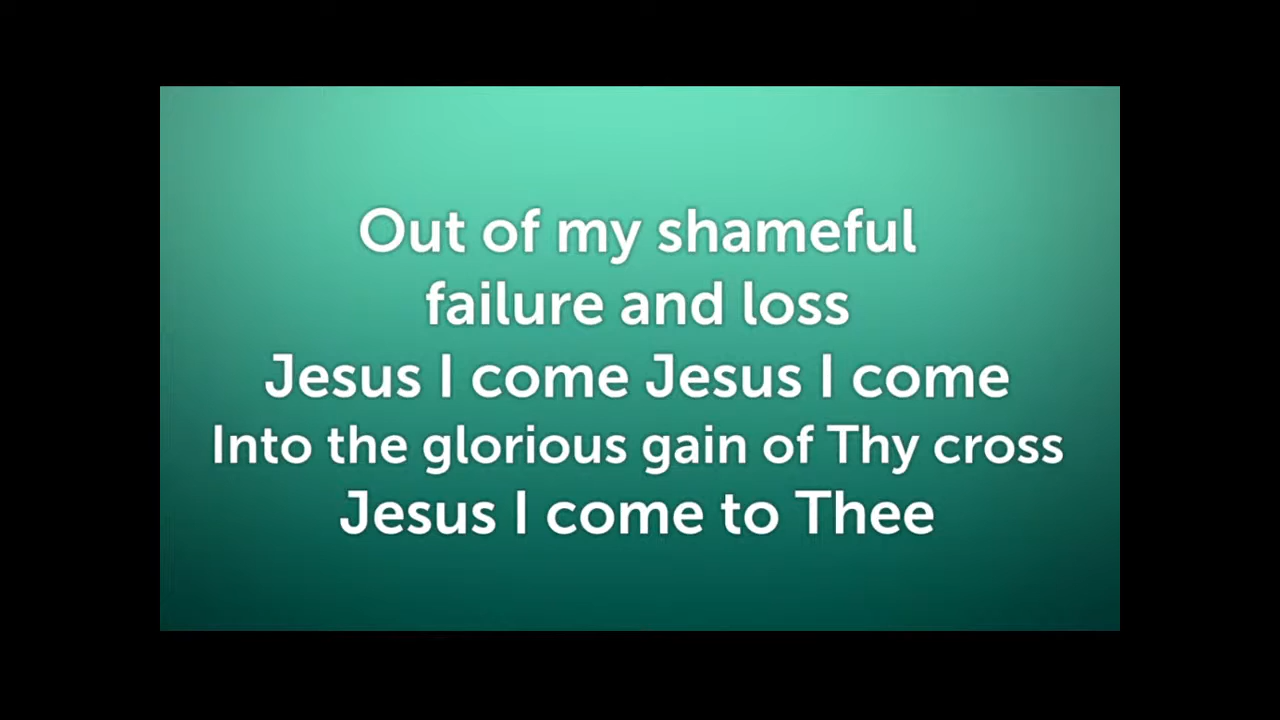 Out of my shameful
failure and loss
Jesus I come Jesus I come
Into the glorious gain of Thy cross
Jesus I come to Thee